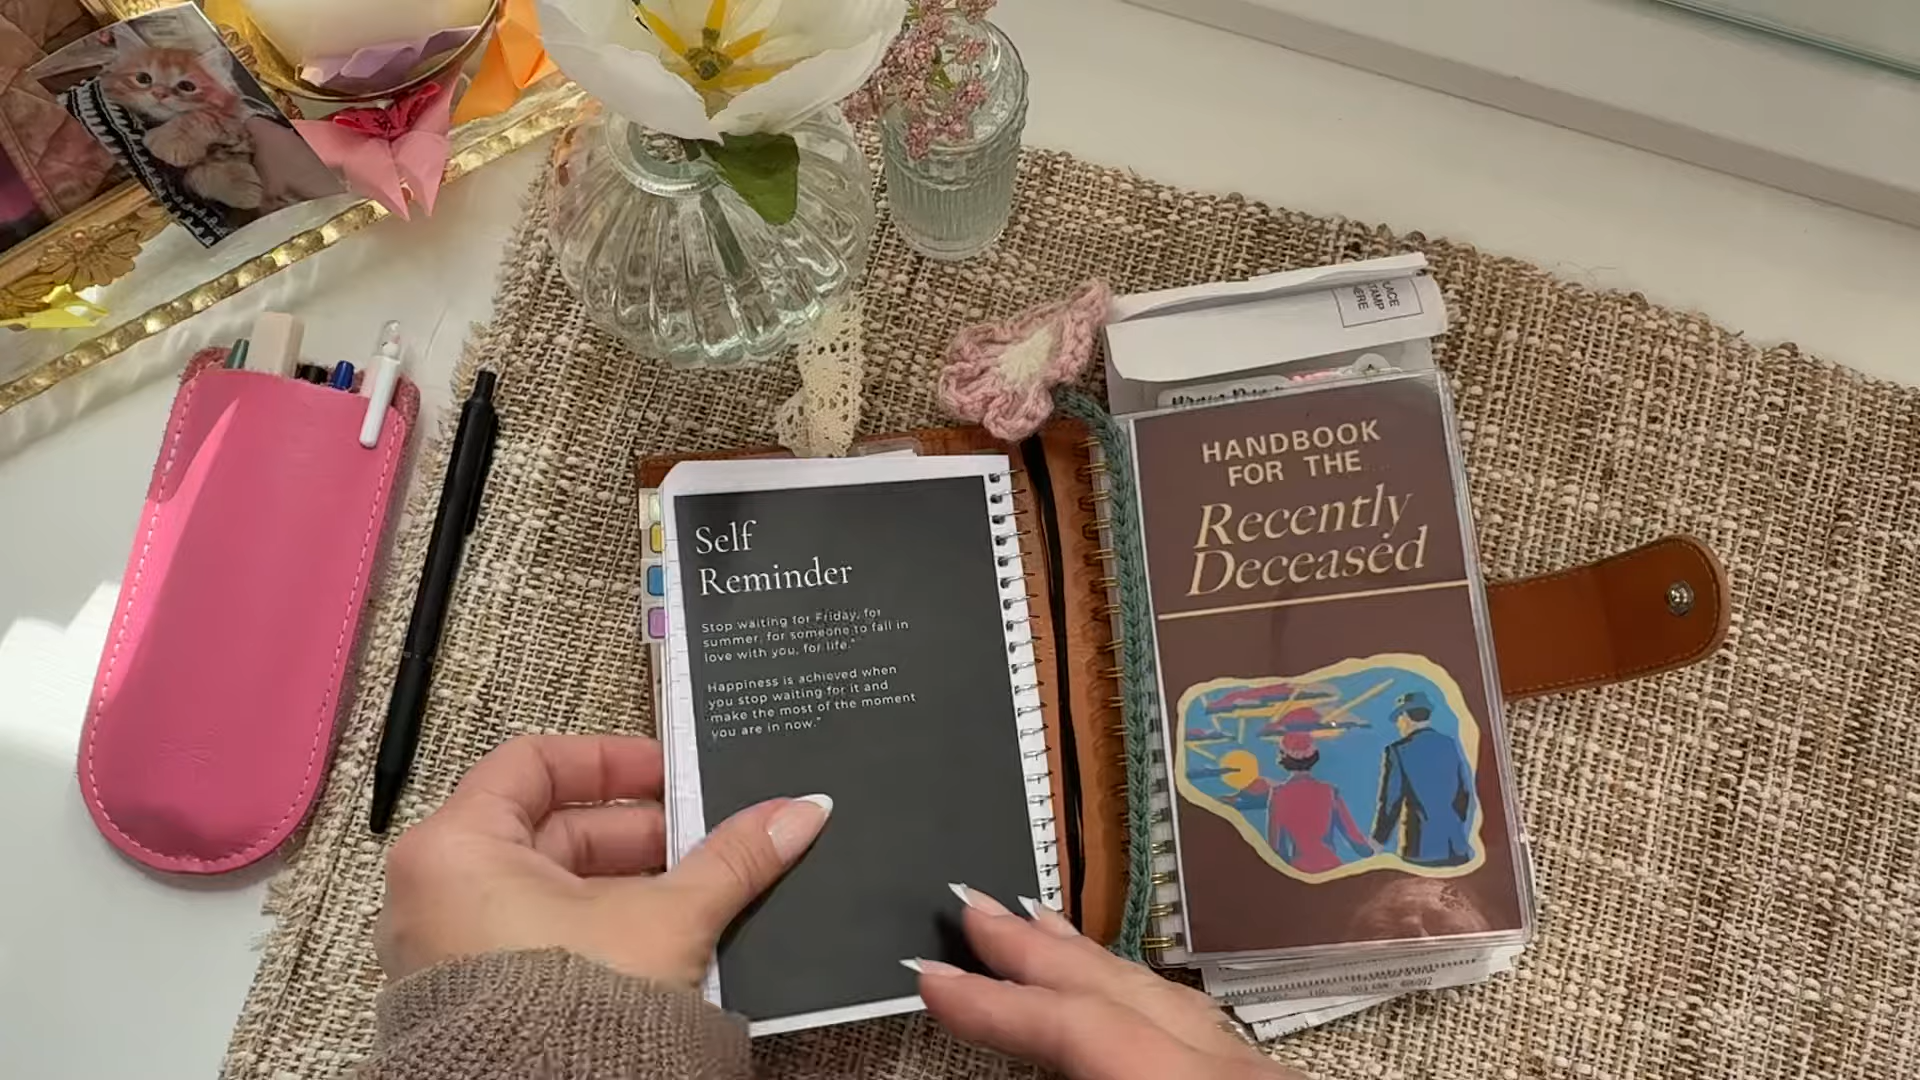 Self
Reminder
Stop waiting for Friday, for
summer, for someone to fall in
love with you, for life."
Happiness is achieved when
you stop waiting for it and
make the most of the moment
you are in now."
HERE
HANDBOOK
FOR THE
Recently
Deceased